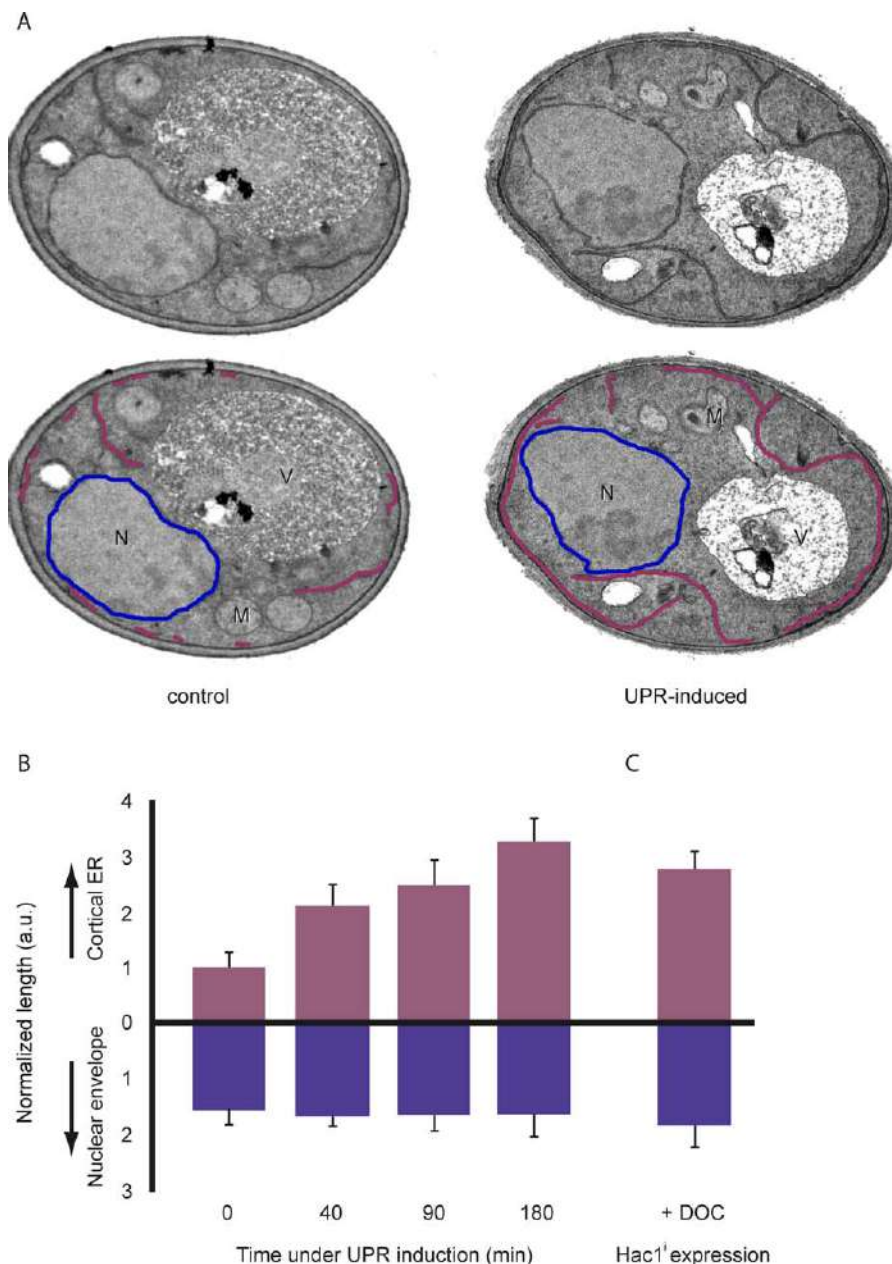 A
V
N
M
M
N
V
control
UPR-induced
B
C
4
3
2
1
0
1
2
3
Normalized length (a.u.)
Cortical ER
Nuclear envelope
0
40
90
180
+ DOC
Time under UPR induction (min)
Hac1ⁱ expression